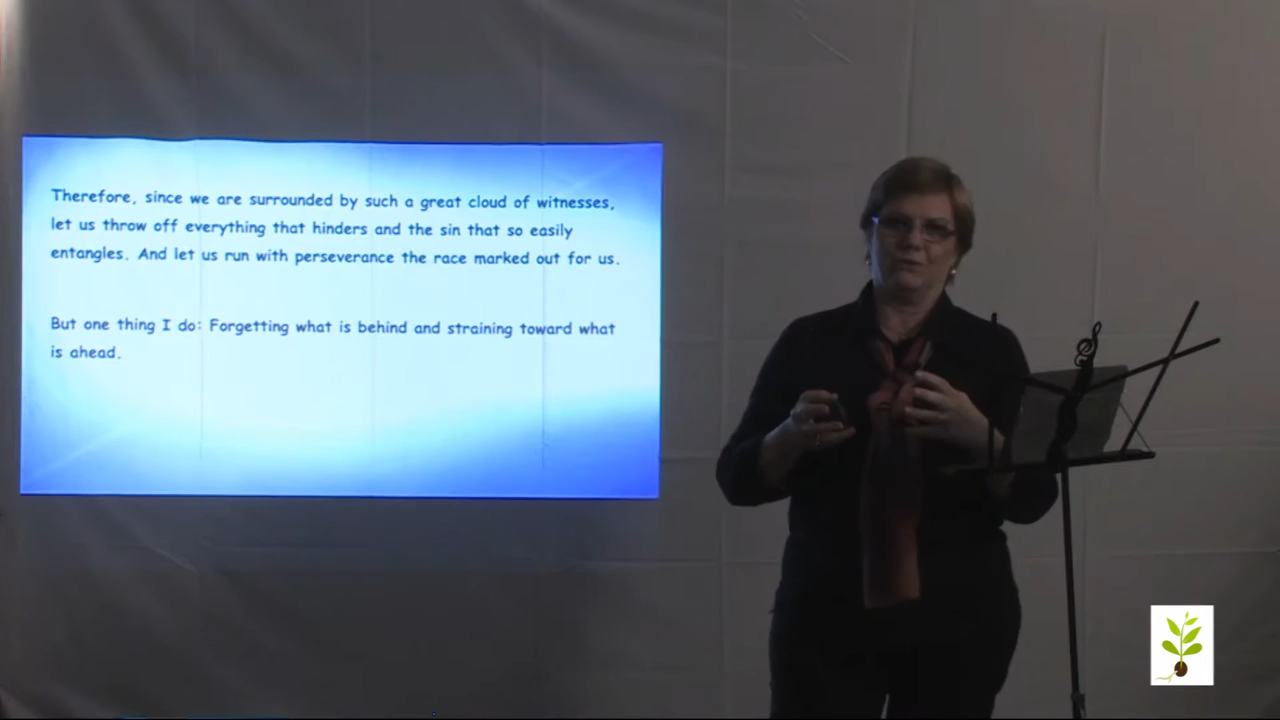 Therefore, since we are surrounded by such a great cloud of witnesses,
let us throw off everything that hinders and the sin that so easily
entangles. And let us run with perseverance the race marked out for us.
But one thing I do: Forgetting what is behind and straining toward what
is ahead.